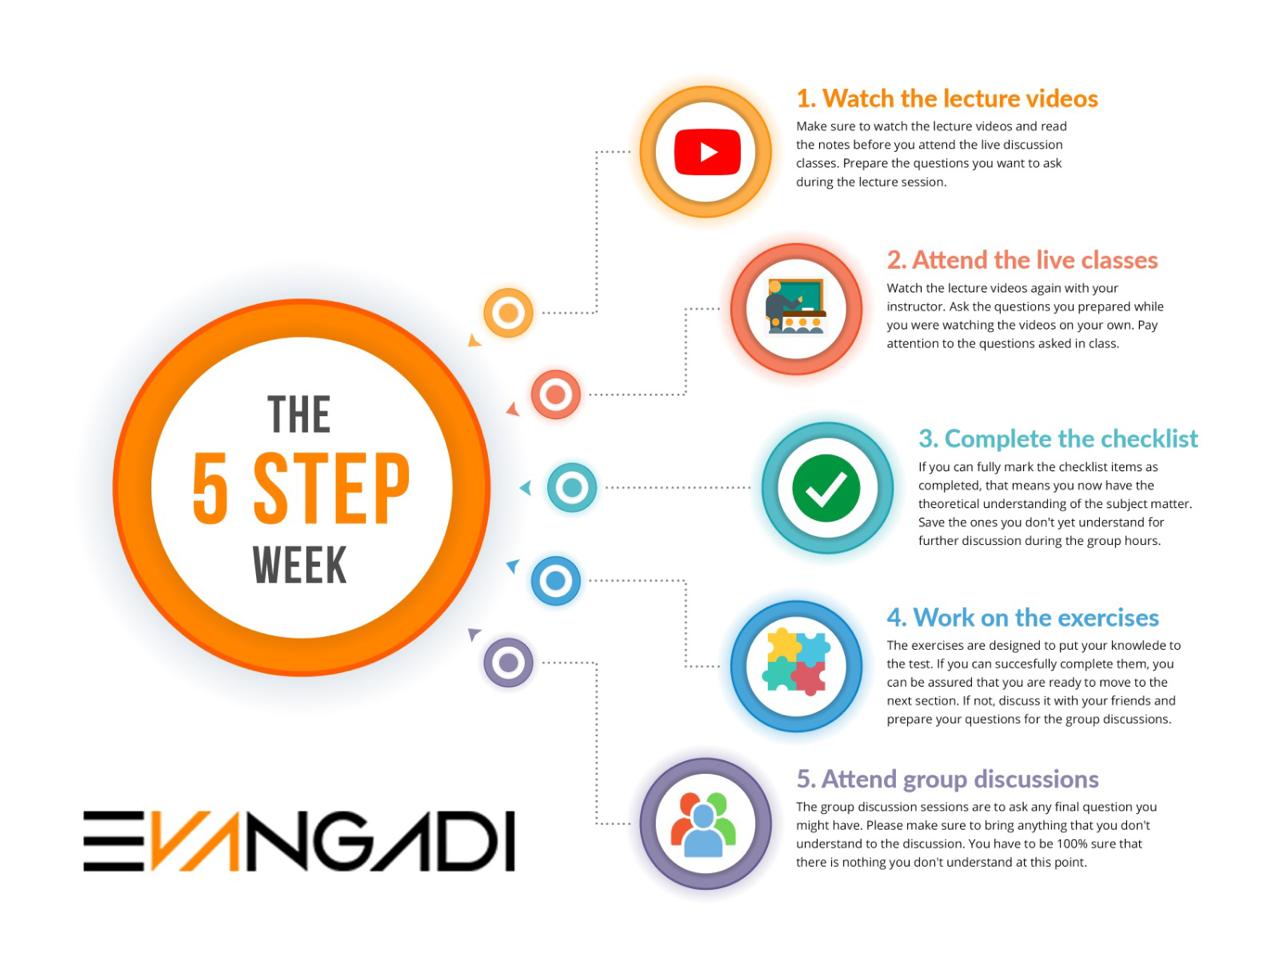 THE
5 STEP
WEEK
1. Watch the lecture videos
Make sure to watch the lecture videos and read
the notes before you attend the live discussion
classes. Prepare the questions you want to ask
during the lecture session.
2. Attend the live classes
Watch the lecture videos again with your
instructor. Ask the questions you prepared while
you were watching the videos on your own. Pay
attention to the questions asked in class.
3. Complete the checklist
If you can fully mark the checklist items as
completed, that means you now have the
theoretical understanding of the subject matter.
Save the ones you don't yet understand for
further discussion during the group hours.
4. Work on the exercises
The exercises are designed to put your knowlede to
the test. If you can succesfully complete them, you
can be assured that you are ready to move to the
next section. If not, discuss it with your friends and
prepare your questions for the group discussions.
5. Attend group discussions
The group discussion sessions are to ask any final question you
might have. Please make sure to bring anything that you don't
understand to the discussion. You have to be 100% sure that
there is nothing you don't understand at this point.
EVANGADI